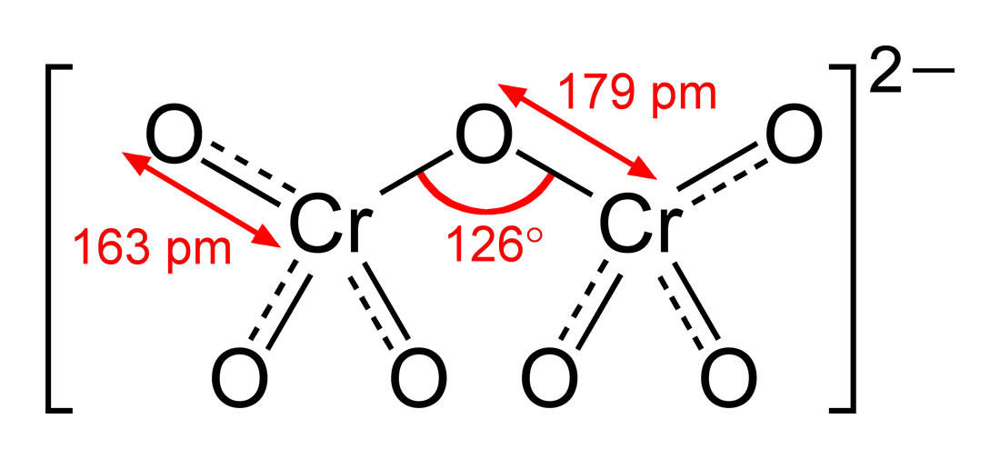 [ ]2−
179 pm
O O O
163 pm Cr 126° Cr
O O O O